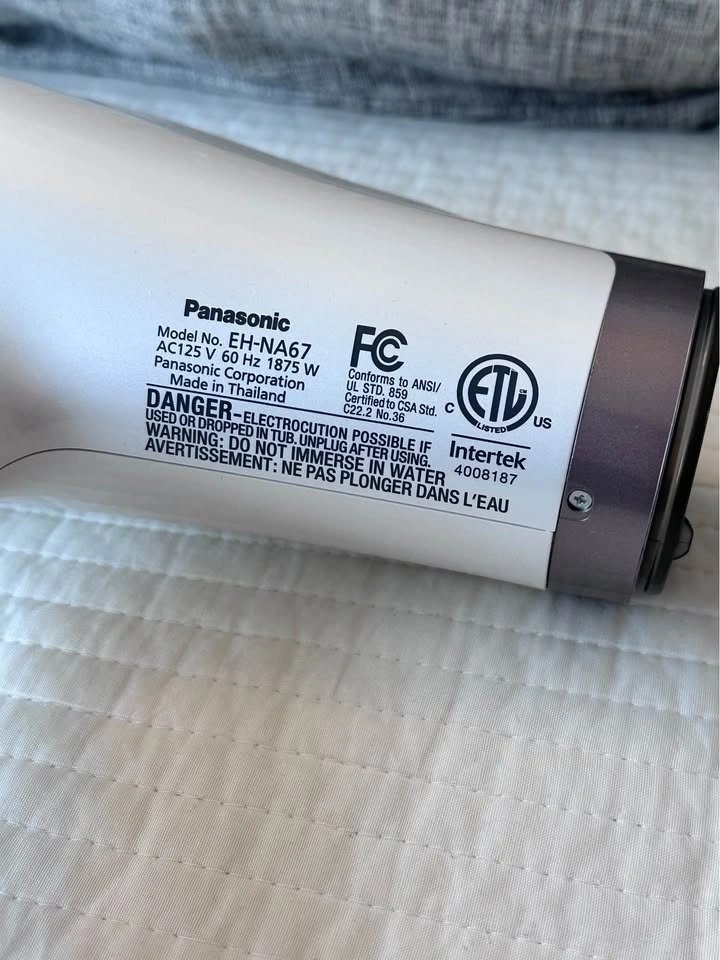 Panasonic
Model No. EH-NA67
AC125 V 60 Hz 1875 W
Panasonic Corporation
Made in Thailand
FC
Conforms to ANSI/
UL STD. 859
Certified to CSA Std.
C22.2 No.36
C ETL CM US
LISTED
Intertek
4008187
DANGER-ELECTROCUTION POSSIBLE IF
USED OR DROPPED IN TUB. UNPLUG AFTER USING.
WARNING: DO NOT IMMERSE IN WATER
AVERTISSEMENT: NE PAS PLONGER DANS L'EAU